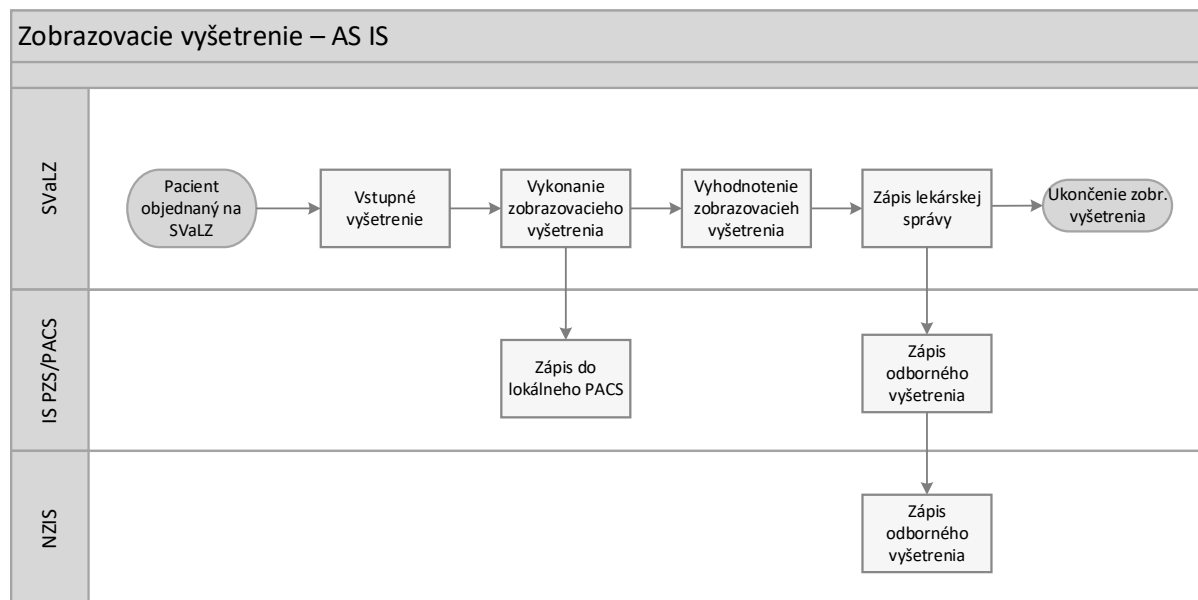 Zobrazovacie vyšetrenie – AS IS
SVaLZ
Pacient
objednaný na
SVaLZ
Vstupné
vyšetrenie
Vykonanie
zobrazovacieho
vyšetrenia
Vyhodnotenie
zobrazovacieh
vyšetrenia
Zápis lekárskej
správy
Ukončenie zobr.
vyšetrenia
IS PZS/PACS
Zápis do
lokálneho PACS
Zápis
odborného
vyšetrenia
NZIS
Zápis
odborného
vyšetrenia